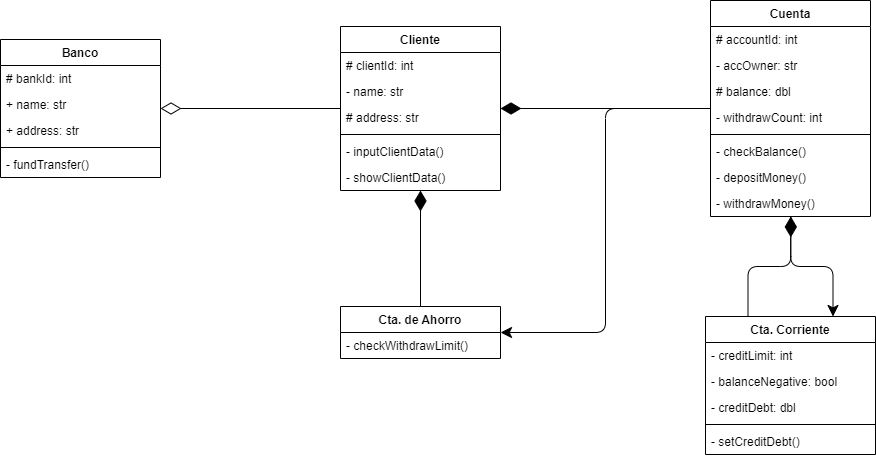 Banco
# bankId: int
+ name: str
+ address: str
- fundTransfer()
Cliente
# clientId: int
- name: str
# address: str
- inputClientData()
- showClientData()
Cuenta
# accountId: int
- accOwner: str
# balance: dbl
- withdrawCount: int
- checkBalance()
- depositMoney()
- withdrawMoney()
Cta. de Ahorro
- checkWithdrawLimit()
Cta. Corriente
- creditLimit: int
- balanceNegative: bool
- creditDebt: dbl
- setCreditDebt()